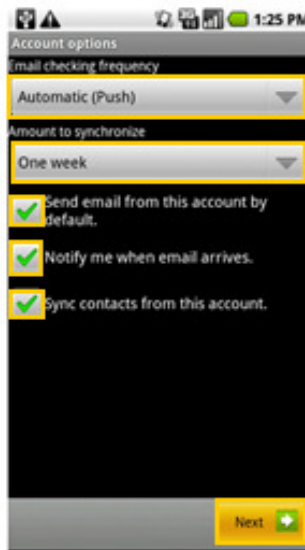 1:25 PM
Account options
Email checking frequency
Automatic (Push)
Amount to synchronize
One week
Send email from this account by
default.
Notify me when email arrives.
Sync contacts from this account.
Next